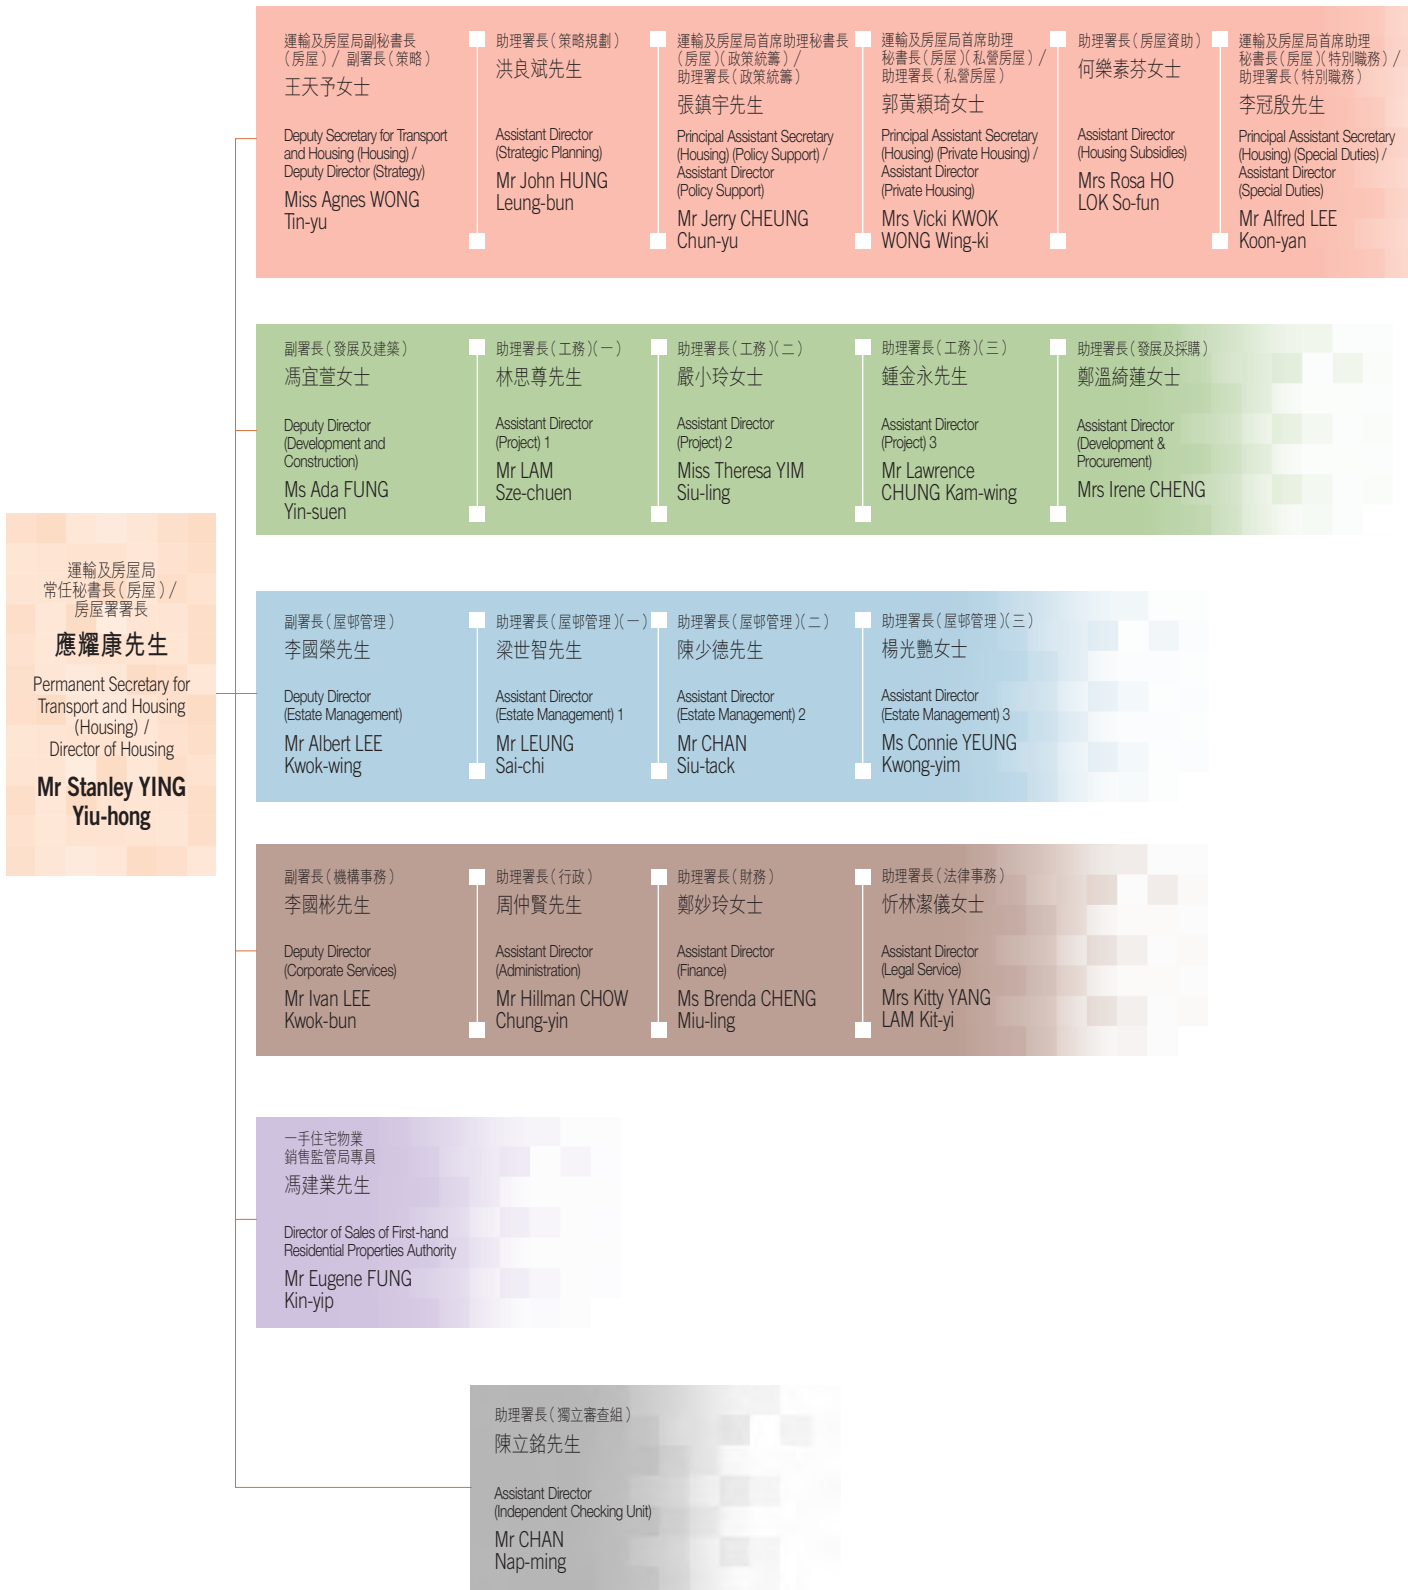 運輸及房屋局
常任秘書長(房屋)/
房屋署署長
應耀康先生
Permanent Secretary for
Transport and Housing
(Housing) /
Director of Housing
Mr Stanley YING
Yiu-hong
運輸及房屋局副秘書長
(房屋) / 副署長(策略)
王天予女士
Deputy Secretary for Transport
and Housing (Housing) /
Deputy Director (Strategy)
Miss Agnes WONG
Tin-yu
助理署長(策略規劃)
洪良斌先生
Assistant Director
(Strategic Planning)
Mr John HUNG
Leung-bun
運輸及房屋局首席助理秘書長
(房屋)(政策統籌) /
助理署長(政策統籌)
張鎮宇先生
Principal Assistant Secretary
(Housing) (Policy Support) /
Assistant Director
(Policy Support)
Mr Jerry CHEUNG
Chun-yu
運輸及房屋局首席助理
秘書長(房屋)(私營房屋) /
助理署長(私營房屋)
郭黃穎琦女士
Principal Assistant Secretary
(Housing) (Private Housing) /
Assistant Director
(Private Housing)
Mrs Vicki KWOK
WONG Wing-ki
助理署長(房屋資助)
何樂素芬女士
Assistant Director
(Housing Subsidies)
Mrs Rosa HO
LOK So-fun
運輸及房屋局首席助理
秘書長(房屋)(特別職務) /
助理署長(特別職務)
李冠殷先生
Principal Assistant Secretary
(Housing) (Special Duties) /
Assistant Director
(Special Duties)
Mr Alfred LEE
Koon-yan
副署長(發展及建築)
馮宜萱女士
Deputy Director
(Development and
Construction)
Ms Ada FUNG
Yin-suen
助理署長(工務)(一)
林思尊先生
Assistant Director
(Project) 1
Mr LAM
Sze-chuen
助理署長(工務)(二)
嚴小玲女士
Assistant Director
(Project) 2
Miss Theresa YIM
Siu-ling
助理署長(工務)(三)
鍾金永先生
Assistant Director
(Project) 3
Mr Lawrence
CHUNG Kam-wing
助理署長(發展及採購)
鄭溫綺蓮女士
Assistant Director
(Development &
Procurement)
Mrs Irene CHENG
副署長(屋邨管理)
李國榮先生
Deputy Director
(Estate Management)
Mr Albert LEE
Kwok-wing
助理署長(屋邨管理)(一)
梁世智先生
Assistant Director
(Estate Management) 1
Mr LEUNG
Sai-chi
助理署長(屋邨管理)(二)
陳少德先生
Assistant Director
(Estate Management) 2
Mr CHAN
Siu-tack
助理署長(屋邨管理)(三)
楊光艷女士
Assistant Director
(Estate Management) 3
Ms Connie YEUNG
Kwong-yim
副署長(機構事務)
李國彬先生
Deputy Director
(Corporate Services)
Mr Ivan LEE
Kwok-bun
助理署長(行政)
周仲賢先生
Assistant Director
(Administration)
Mr Hillman CHOW
Chung-yin
助理署長(財務)
鄭妙玲女士
Assistant Director
(Finance)
Ms Brenda CHENG
Miu-ling
助理署長(法律事務)
忻林潔儀女士
Assistant Director
(Legal Service)
Mrs Kitty YANG
LAM Kit-yi
一手住宅物業
銷售監管局專員
馮建業先生
Director of Sales of First-hand
Residential Properties Authority
Mr Eugene FUNG
Kin-yip
助理署長(獨立審查組)
陳立銘先生
Assistant Director
(Independent Checking Unit)
Mr CHAN
Nap-ming